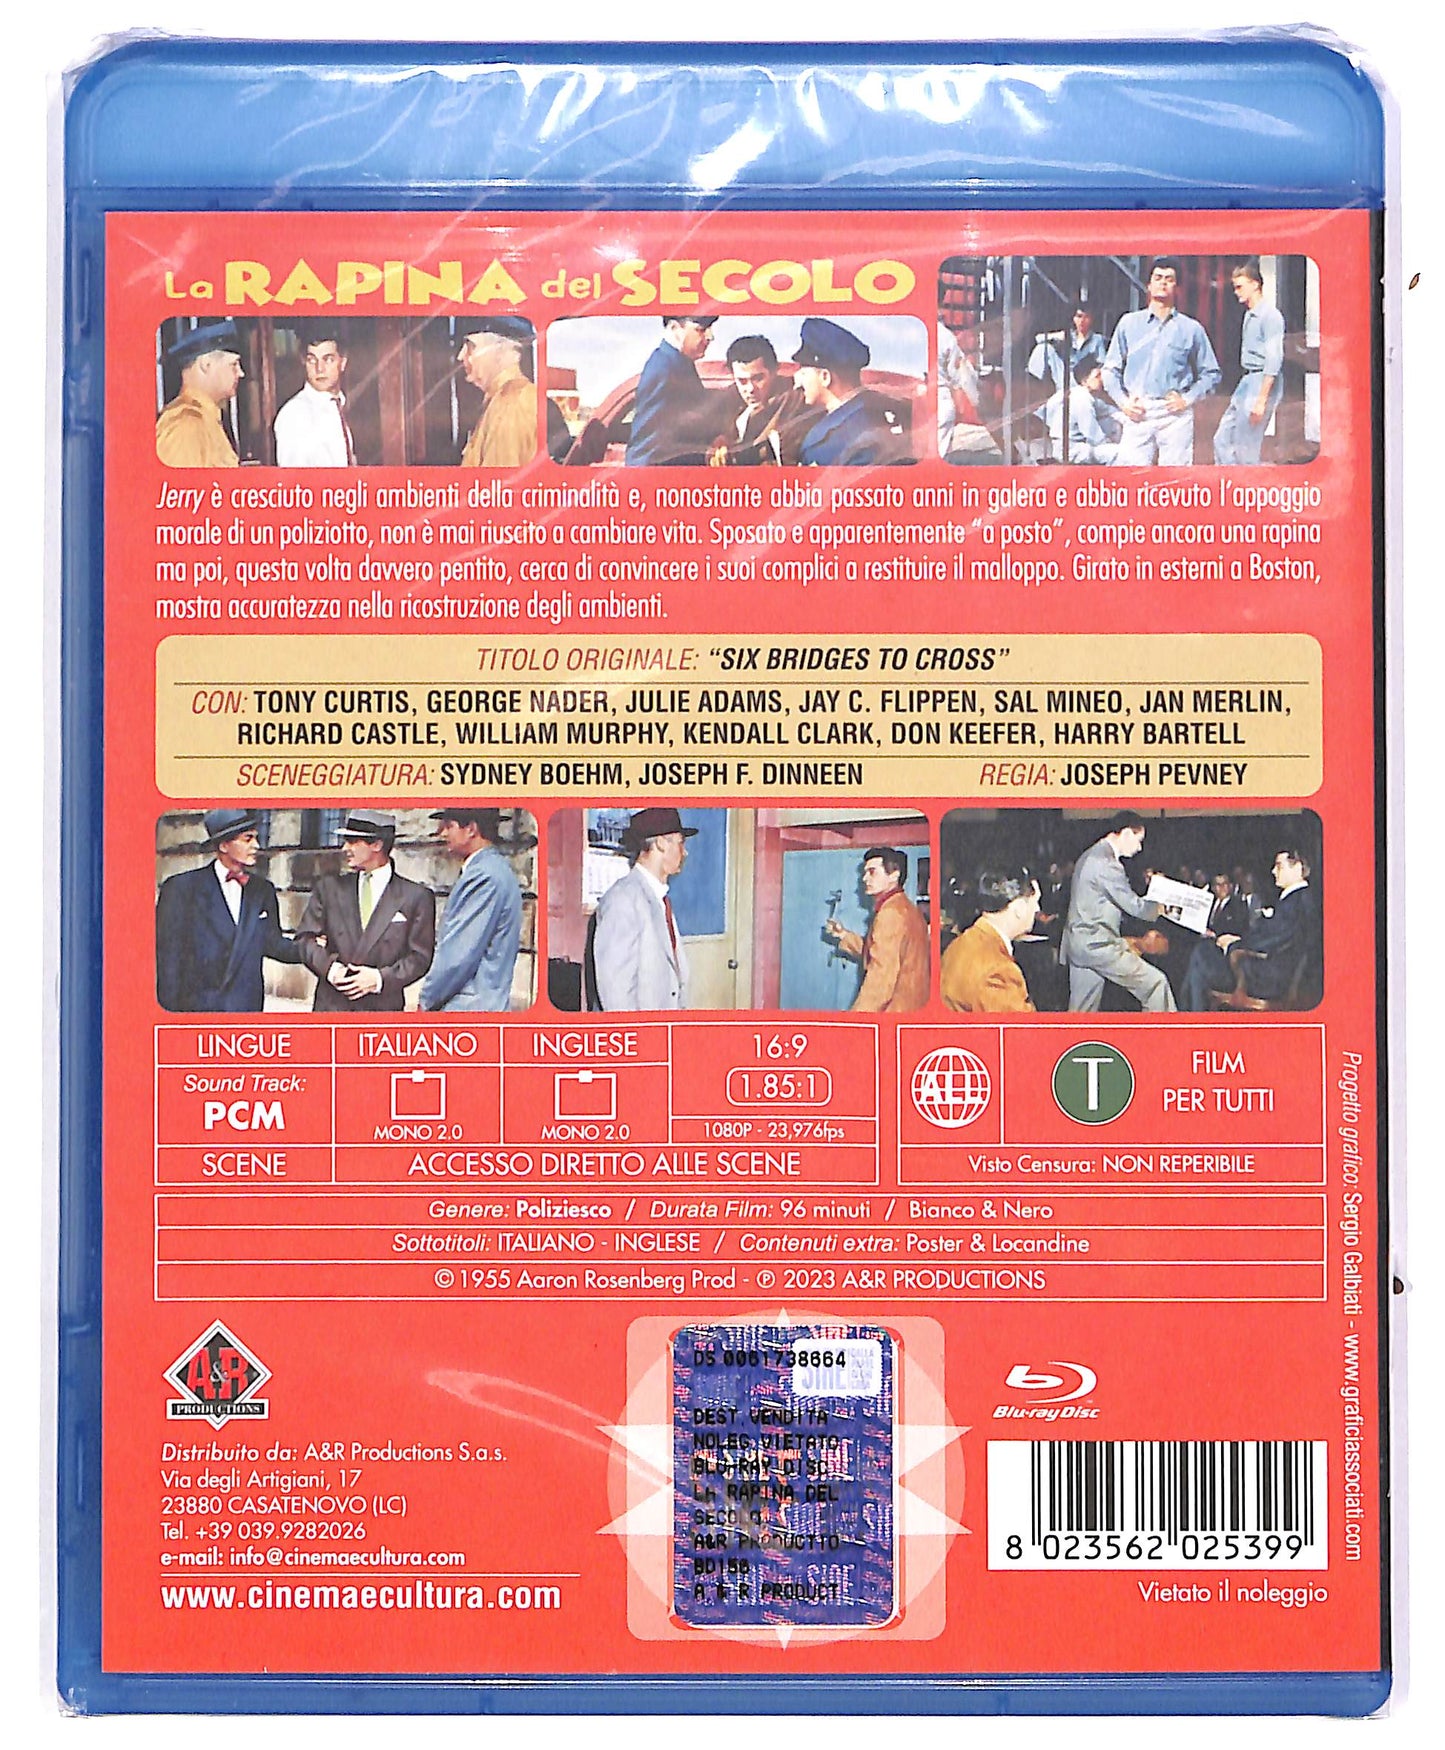 La RAPINA del SECOLO
Jerry è cresciuto negli ambienti della criminalità e, nonostante abbia passato anni in galera e abbia ricevuto l'appoggio
morale di un poliziotto, non è mai riuscito a cambiare vita. Sposato e apparentemente "a posto", compie ancora una rapina
ma poi, questa volta davvero pentito, cerca di convincere i suoi complici a restituire il malloppo. Girato in esterni a Boston,
mostra accuratezza nella ricostruzione degli ambienti.
TITOLO ORIGINALE: "SIX BRIDGES TO CROSS"
CON: TONY CURTIS, GEORGE NADER, JULIE ADAMS, JAY C. FLIPPEN, SAL MINEO, JAN MERLIN,
RICHARD CASTLE, WILLIAM MURPHY, KENDALL CLARK, DON KEEFER, HARRY BARTELL
SCENEGGIATURA: SYDNEY BOEHM, JOSEPH F. DINNEEN REGIA: JOSEPH PEVNEY
LINGUE ITALIANO INGLESE 16:9
Sound Track: PCM
MONO 2.0 MONO 2.0
1.85:1
1080P - 23,976fps
SCENE ACCESSO DIRETTO ALLE SCENE
ALL
T
FILM
PER TUTTI
Visto Censura: NON REPERIBILE
Genere: Poliziesco / Durata Film: 96 minuti / Bianco & Nero
Sottotitoli: ITALIANO - INGLESE / Contenuti extra: Poster & Locandine
© 1955 Aaron Rosenberg Prod - ℗ 2023 A&R PRODUCTIONS
Progetto grafico: Sergio Galbiati - www.graficiassociati.com
A&R
PRODUCTIONS
Distribuito da: A&R Productions S.a.s.
Via degli Artigiani, 17
23880 CASATENOVO (LC)
Tel. +39 039.9282026
e-mail: info@cinemaecultura.com
www.cinemaecultura.com
DS 0061738664
SIAE
DEST.VENDITA
NOLEG.VIETATO
BLU-RAY DISC
LA RAPINA DEL
SECOLO
A&R PRODUCTIO
BD156
A & R PRODUCT
Blu-ray Disc
8 023562 025399
Vietato il noleggio